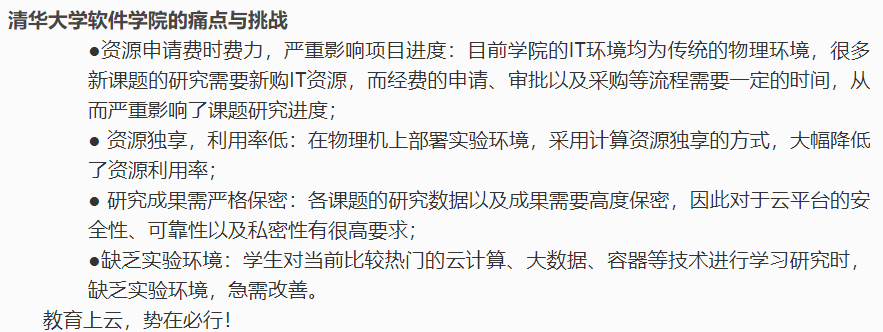 清华大学软件学院的痛点与挑战
●资源申请费时费力，严重影响项目进度：目前学院的IT环境均为传统的物理环境，很多
新课题的研究需要新购IT资源，而经费的申请、审批以及采购等流程需要一定的时间，从
而严重影响了课题研究进度；
● 资源独享，利用率低：在物理机上部署实验环境，采用计算资源独享的方式，大幅降低
了资源利用率；
● 研究成果需严格保密：各课题的研究数据以及成果需要高度保密，因此对于云平台的安
全性、可靠性以及私密性有很高要求；
●缺乏实验环境：学生对当前比较热门的云计算、大数据、容器等技术进行学习研究时，
缺乏实验环境，急需改善。
教育上云，势在必行！